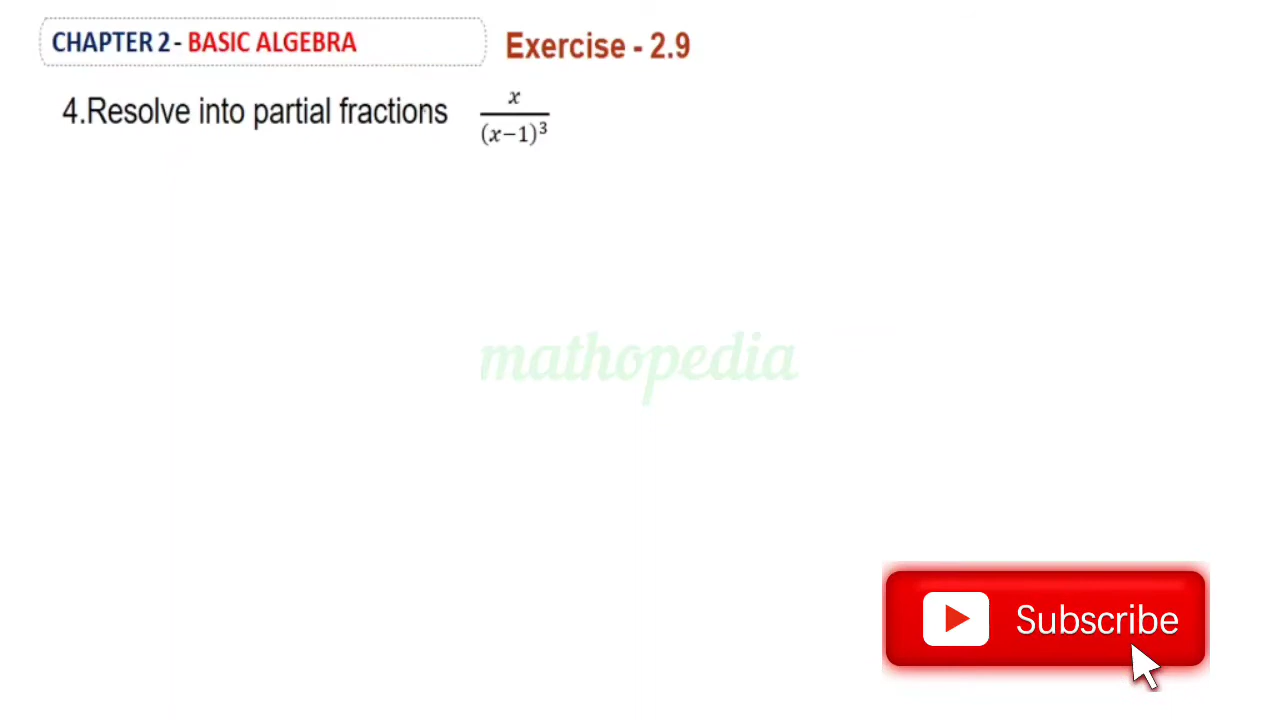 CHAPTER 2 - BASIC ALGEBRA
Exercise - 2.9
4.Resolve into partial fractions x/(x−1)³
mathopedia
Subscribe